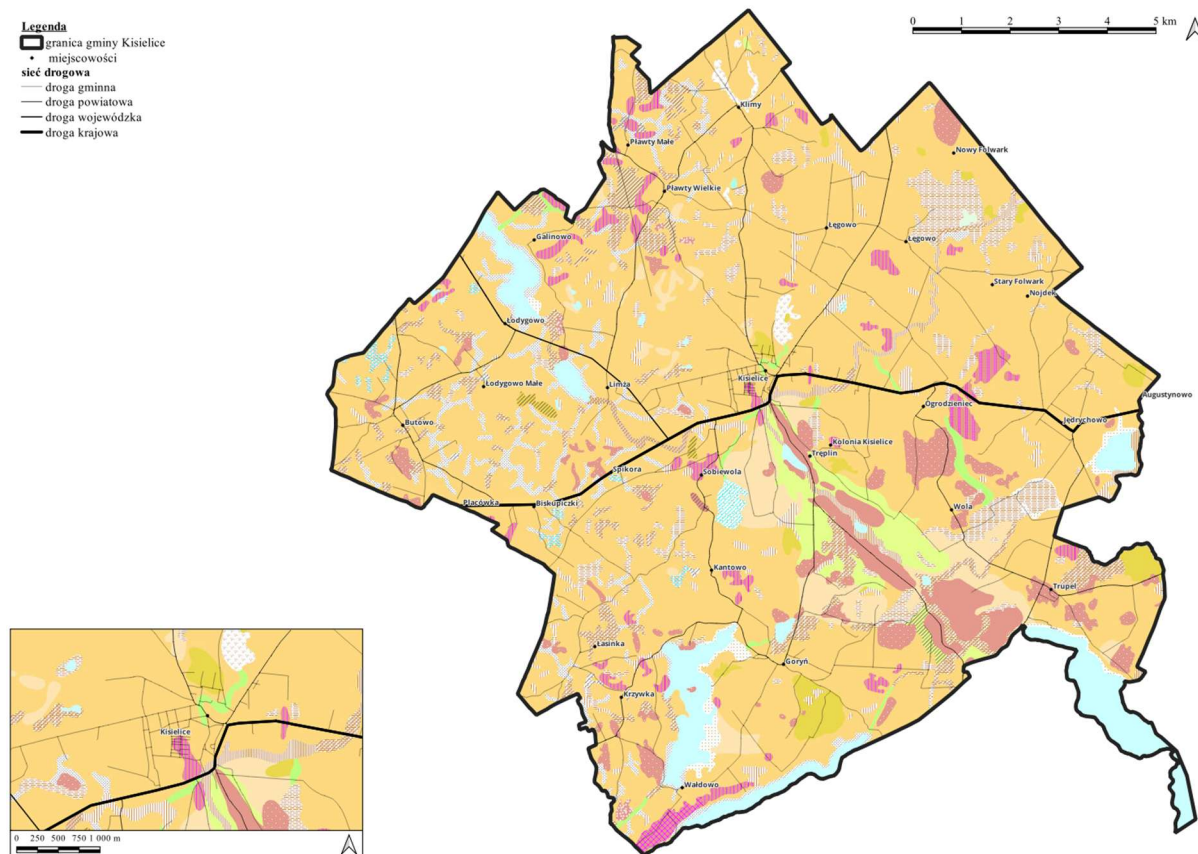 Legenda
granica gminy Kisielice
miejscowości
sieć drogowa
droga gminna
droga powiatowa
droga wojewódzka
droga krajowa
0 1 2 3 4 5 km
Klimy
Pławty Małe
Nowy Folwark
Pławty Wielkie
Łęgowo
Galinowo
Łęgowo
Stary Folwark
Nojdek
Łodygowo
Kisielice
Łodygowo Małe
Limża
Augustynowo
Ogrodzieniec
Jędrychowo
Butowo
Kolonia Kisielice
Tręplin
Spikora
Sobiewola
Placówka
Biskupiczki
Wola
Kantowo
Trupel
Łasinka
Goryń
Krzywka
Wałdowo
Kisielice
0 250 500 750 1 000 m